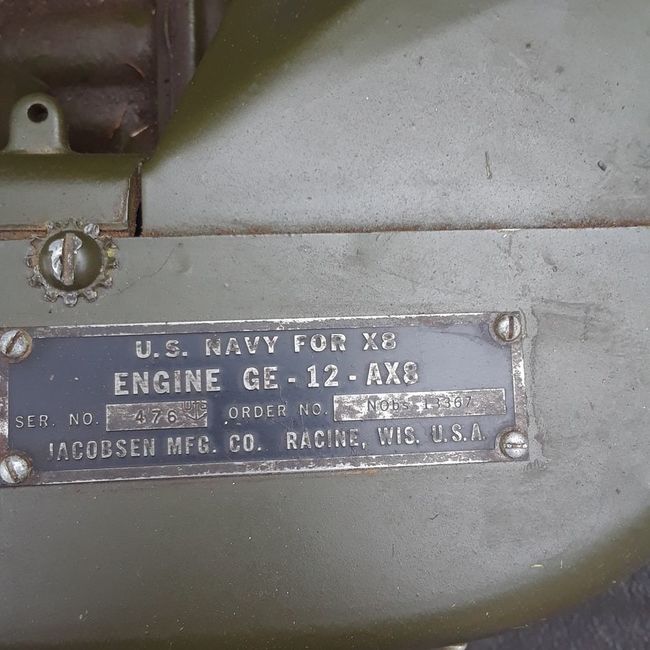 U.S. NAVY FOR X8
ENGINE GE - 12 - AX8
SER. NO. 476 ORDER NO. NObs 13367
JACOBSEN MFG. CO. RACINE, WIS. U.S.A.